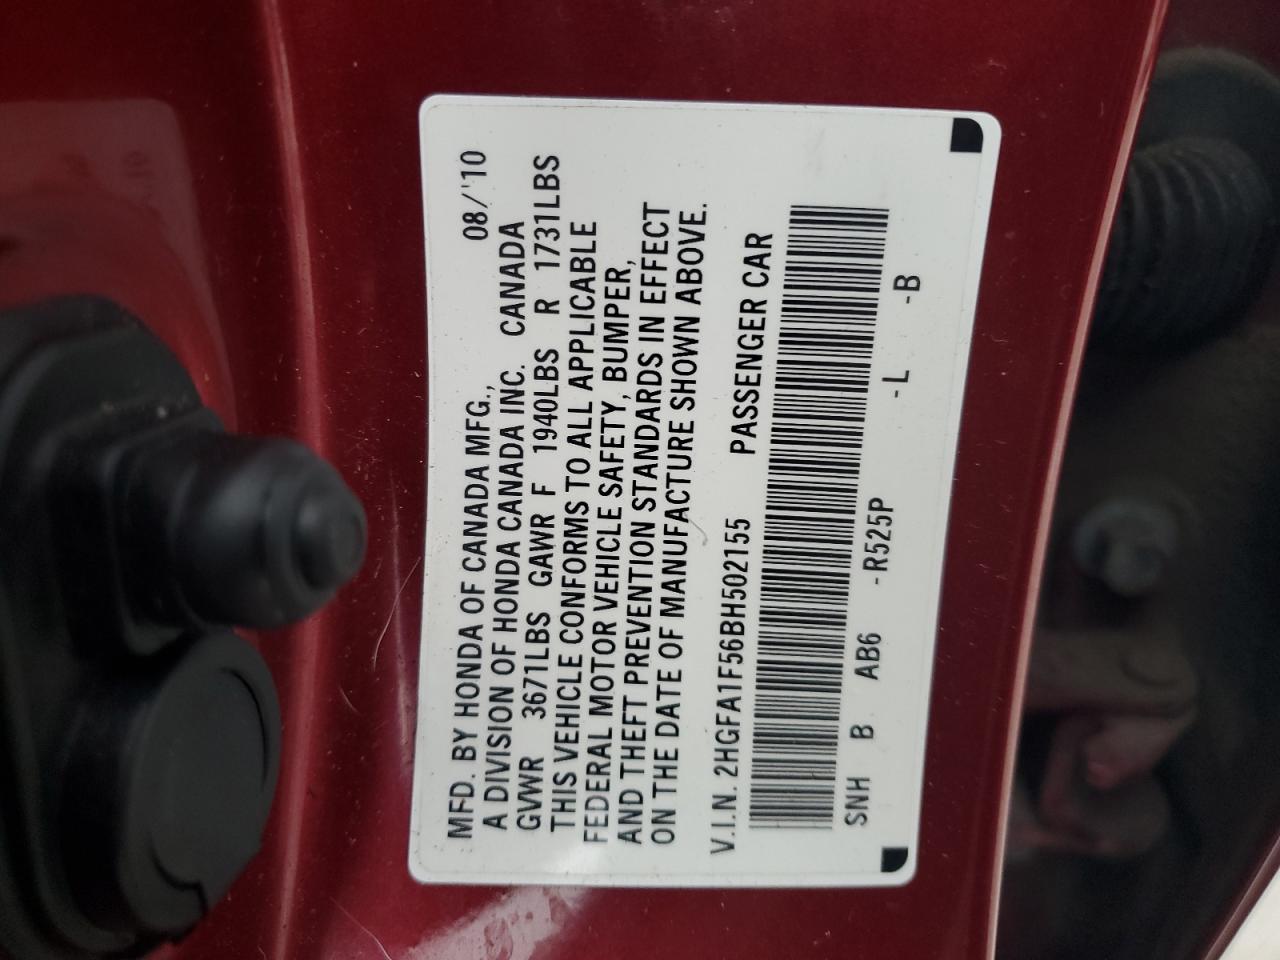 MFD. BY HONDA OF CANADA MFG., 08/'10
A DIVISION OF HONDA CANADA INC. CANADA
GVWR 3671LBS GAWR F 1940LBS R 1731LBS
THIS VEHICLE CONFORMS TO ALL APPLICABLE
FEDERAL MOTOR VEHICLE SAFETY, BUMPER,
AND THEFT PREVENTION STANDARDS IN EFFECT
ON THE DATE OF MANUFACTURE SHOWN ABOVE.
V.I.N. 2HGFA1F56BH502155 PASSENGER CAR
SNH B AB6 -R525P -L -B